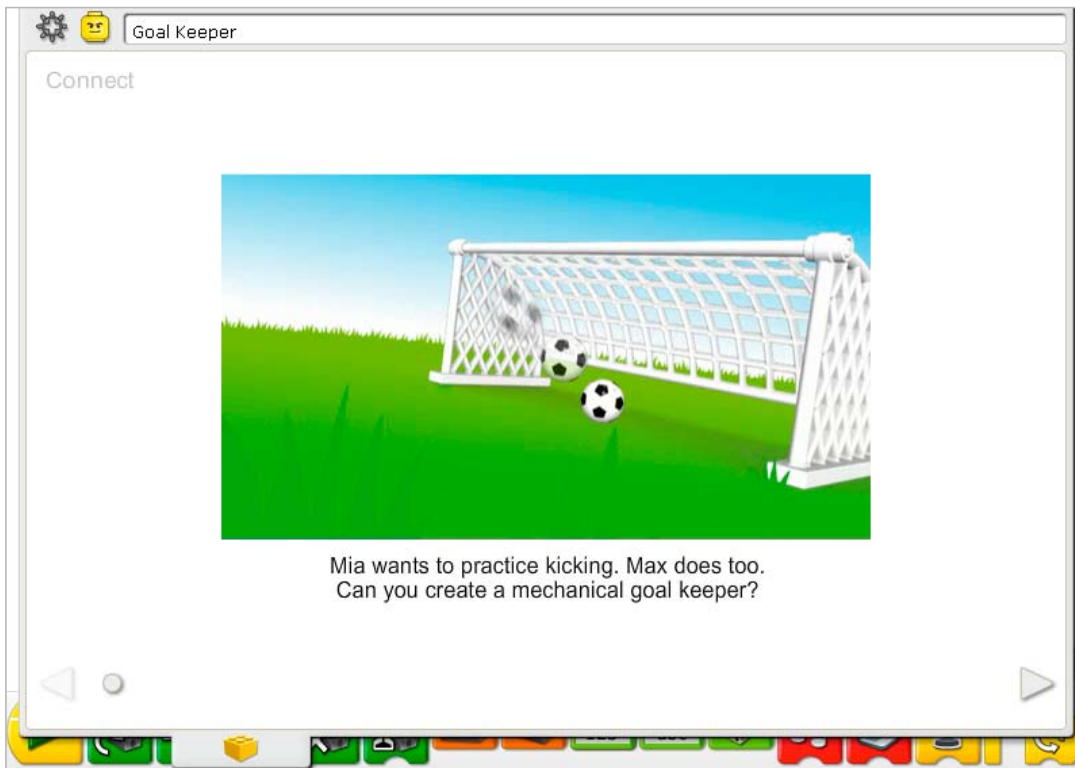 Goal Keeper
Connect
Mia wants to practice kicking. Max does too.
Can you create a mechanical goal keeper?